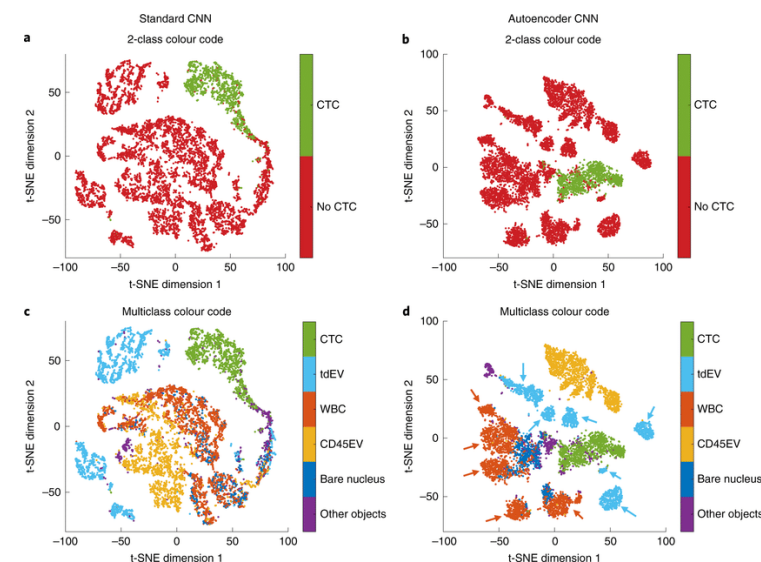 Standard CNN
a
2-class colour code
t-SNE dimension 2
50
0
−50
−100
−50
0
50
100
t-SNE dimension 1
CTC
No CTC
Autoencoder CNN
b
2-class colour code
t-SNE dimension 2
100
50
0
−50
−100
−50
0
50
100
t-SNE dimension 1
CTC
No CTC
c
Multiclass colour code
t-SNE dimension 2
50
0
−50
−100
−50
0
50
100
t-SNE dimension 1
CTC
tdEV
WBC
CD45EV
Bare nucleus
Other objects
d
Multiclass colour code
t-SNE dimension 2
100
50
0
−50
−100
−50
0
50
100
t-SNE dimension 1
CTC
tdEV
WBC
CD45EV
Bare nucleus
Other objects